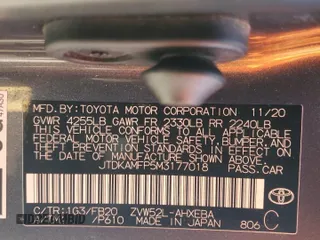 MFD. BY: TOYOTA MOTOR CORPORATION 11/20
GVWR 4255LB GAWR FR 2330LB RR 2240LB
THIS VEHICLE CONFORMS TO ALL APPLICABLE
FEDERAL MOTOR VEHICLE SAFETY, BUMPER, AND
THEFT PREVENTION STANDARDS IN EFFECT ON THE DATE OF
MANUFACTURE SHOWN ABOVE.
JTDKAMFP5M3177018 PASS.CAR
C/TR:1G3/FB20 ZVW52L-AHXEBA
/P610 MADE IN JAPAN 806 C
TOYOTA